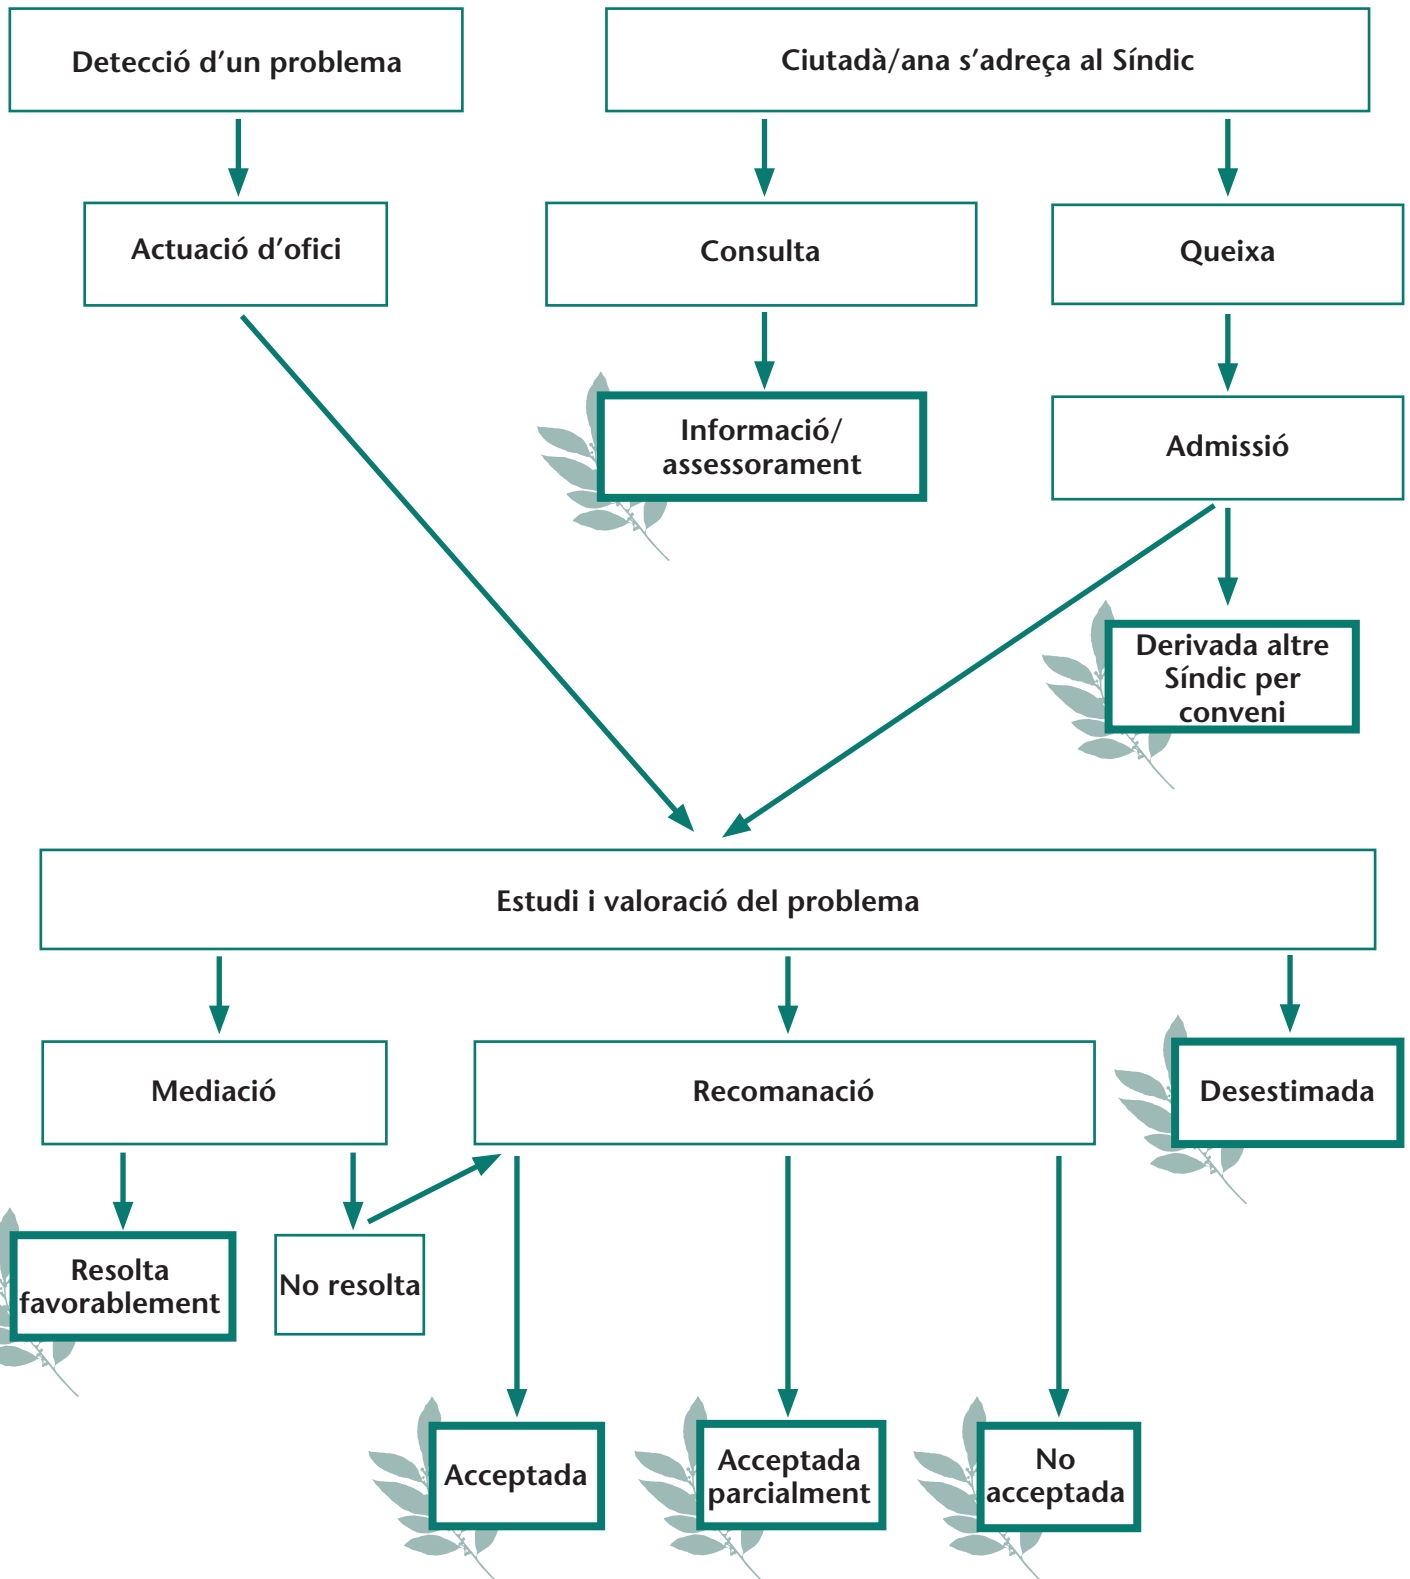 Detecció d’un problema
Ciutadà/ana s’adreça al Síndic
Actuació d’ofici
Consulta
Queixa
Informació/
assessorament
Admissió
Derivada altre
Síndic per
conveni
Estudi i valoració del problema
Mediació
Recomanació
Desestimada
Resolta
favorablement
No resolta
Acceptada
Acceptada
parcialment
No
acceptada